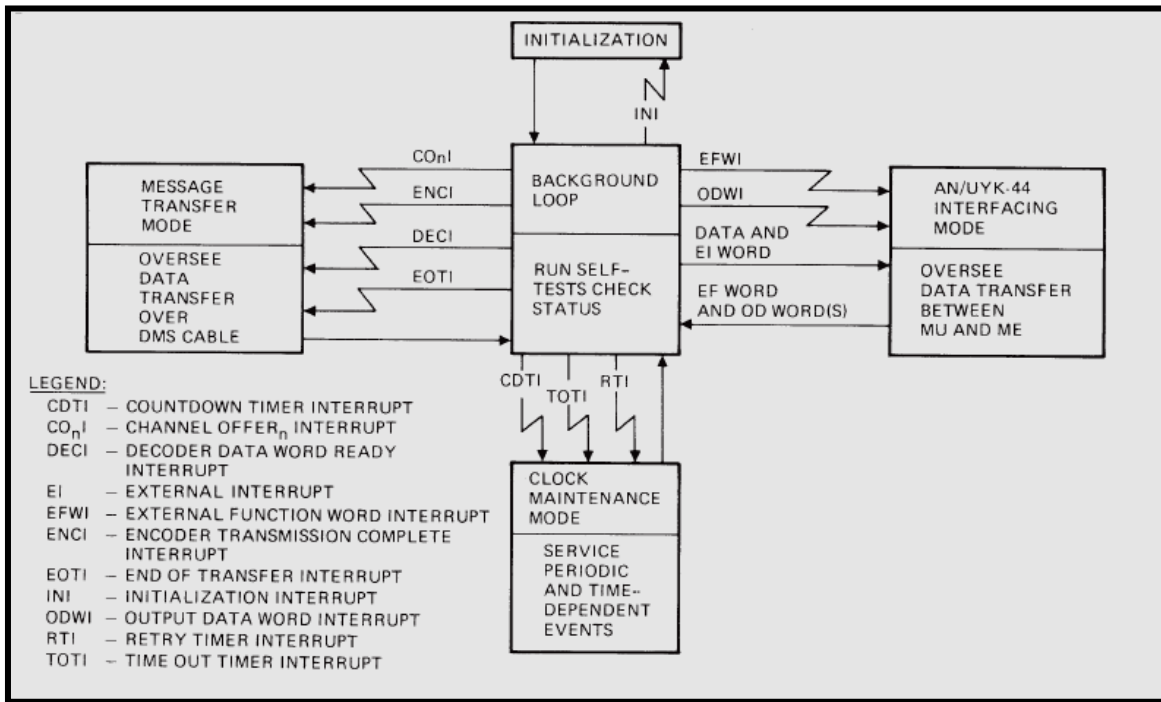 INITIALIZATION
INI
COnI
ENCI
DECI
EOTI
MESSAGE
TRANSFER
MODE
OVERSEE
DATA
TRANSFER
OVER
DMS CABLE
BACKGROUND
LOOP
RUN SELF-
TESTS CHECK
STATUS
EFWI
ODWI
DATA AND
EI WORD
EF WORD
AND OD WORD(S)
AN/UYK-44
INTERFACING
MODE
OVERSEE
DATA TRANSFER
BETWEEN
MU AND ME
CDTI
TOTI
RTI
CLOCK
MAINTENANCE
MODE
SERVICE
PERIODIC
AND TIME-
DEPENDENT
EVENTS
LEGEND:
CDTI – COUNTDOWN TIMER INTERRUPT
COnI – CHANNEL OFFERn INTERRUPT
DECI – DECODER DATA WORD READY
INTERRUPT
EI – EXTERNAL INTERRUPT
EFWI – EXTERNAL FUNCTION WORD INTERRUPT
ENCI – ENCODER TRANSMISSION COMPLETE
INTERRUPT
EOTI – END OF TRANSFER INTERRUPT
INI – INITIALIZATION INTERRUPT
ODWI – OUTPUT DATA WORD INTERRUPT
RTI – RETRY TIMER INTERRUPT
TOTI – TIME OUT TIMER INTERRUPT